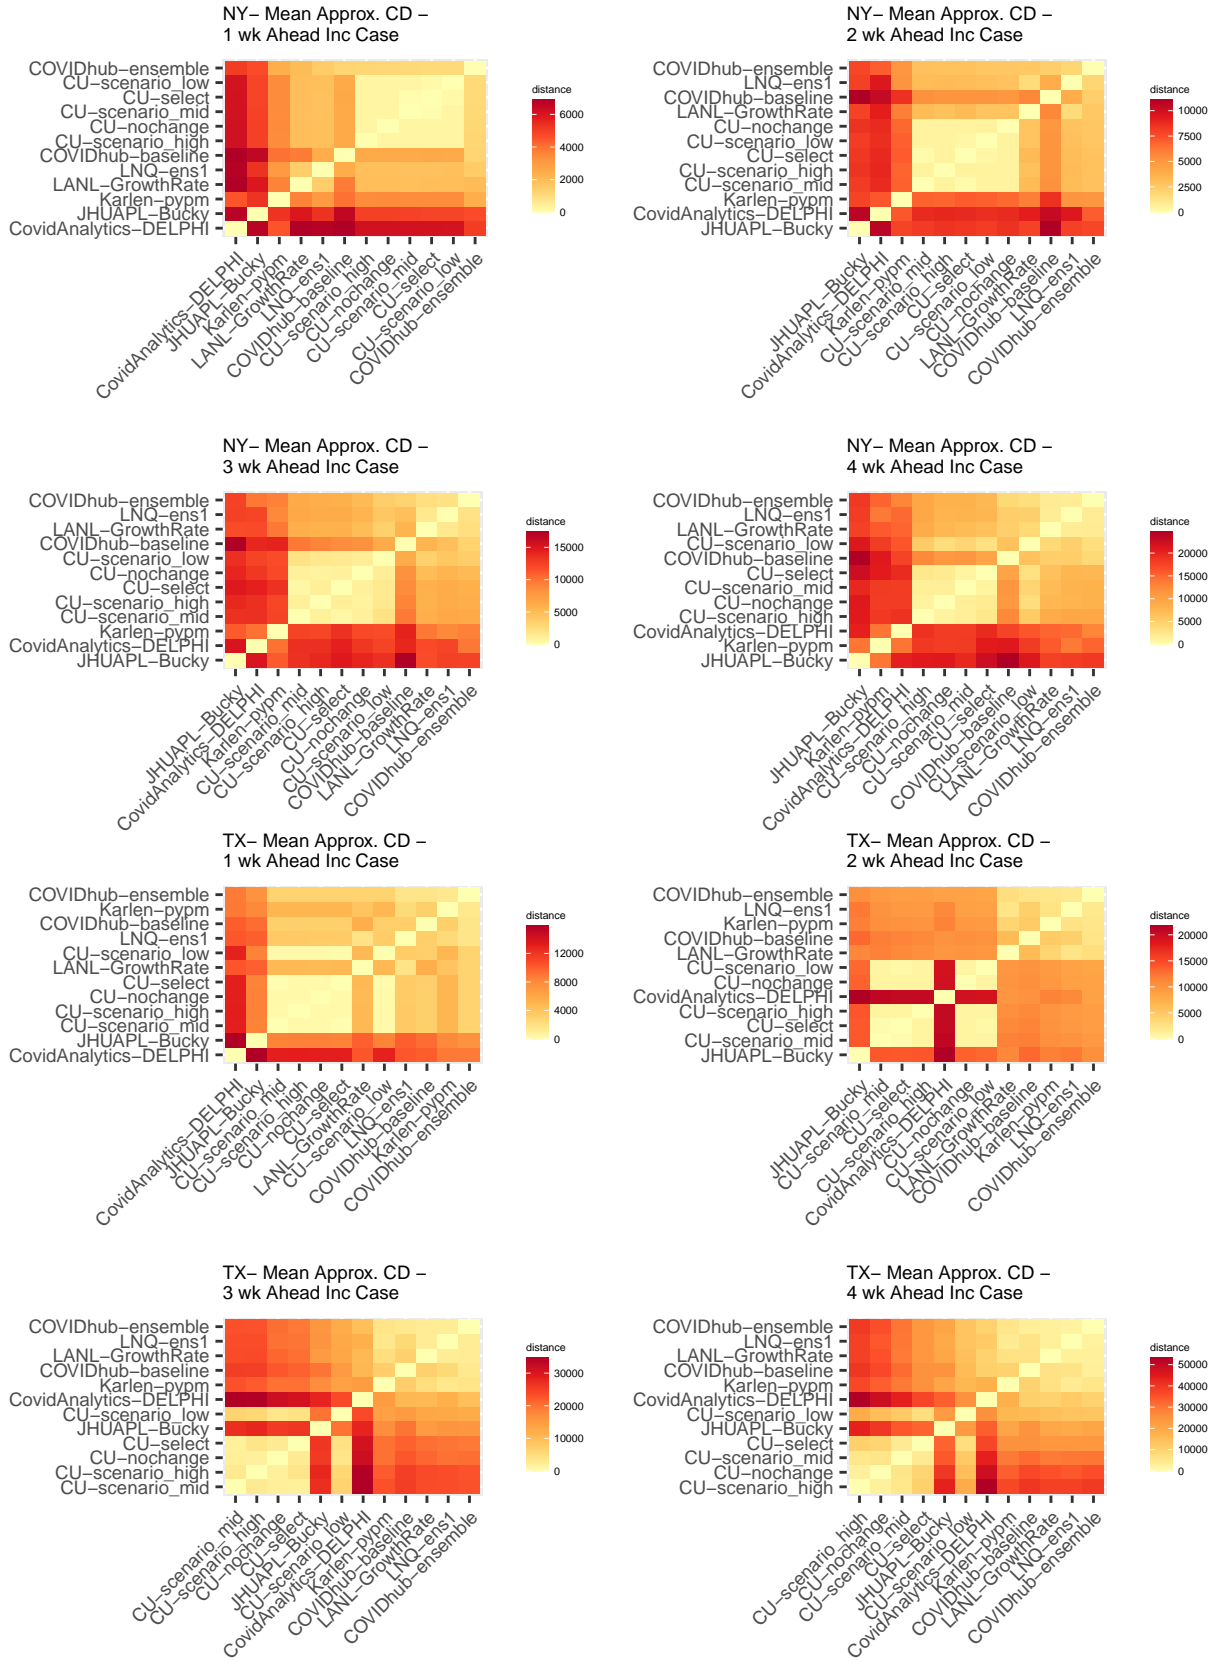 NY− Mean Approx. CD −
1 wk Ahead Inc Case
COVIDhub−ensemble
CU−scenario_low
CU−select
CU−scenario_mid
CU−nochange
CU−scenario_high
COVIDhub−baseline
LNQ−ens1
LANL−GrowthRate
Karlen−pypm
JHUAPL−Bucky
CovidAnalytics−DELPHI
CovidAnalytics−DELPHI
JHUAPL−Bucky
Karlen−pypm
LANL−GrowthRate
LNQ−ens1
COVIDhub−baseline
CU−scenario_high
CU−nochange
CU−scenario_mid
CU−select
CU−scenario_low
COVIDhub−ensemble
distance
6000
4000
2000
0
NY− Mean Approx. CD −
2 wk Ahead Inc Case
COVIDhub−ensemble
LNQ−ens1
COVIDhub−baseline
LANL−GrowthRate
CU−nochange
CU−scenario_low
CU−select
CU−scenario_high
CU−scenario_mid
Karlen−pypm
CovidAnalytics−DELPHI
JHUAPL−Bucky
JHUAPL−Bucky
CovidAnalytics−DELPHI
Karlen−pypm
CU−scenario_mid
CU−scenario_high
CU−select
CU−scenario_low
CU−nochange
LANL−GrowthRate
COVIDhub−baseline
LNQ−ens1
COVIDhub−ensemble
distance
10000
7500
5000
2500
0
NY− Mean Approx. CD −
3 wk Ahead Inc Case
COVIDhub−ensemble
LNQ−ens1
LANL−GrowthRate
COVIDhub−baseline
CU−scenario_low
CU−nochange
CU−select
CU−scenario_high
CU−scenario_mid
Karlen−pypm
CovidAnalytics−DELPHI
JHUAPL−Bucky
JHUAPL−Bucky
CovidAnalytics−DELPHI
Karlen−pypm
CU−scenario_mid
CU−scenario_high
CU−select
CU−nochange
CU−scenario_low
COVIDhub−baseline
LANL−GrowthRate
LNQ−ens1
COVIDhub−ensemble
distance
15000
10000
5000
0
NY− Mean Approx. CD −
4 wk Ahead Inc Case
COVIDhub−ensemble
LNQ−ens1
LANL−GrowthRate
CU−scenario_low
COVIDhub−baseline
CU−select
CU−scenario_mid
CU−nochange
CU−scenario_high
CovidAnalytics−DELPHI
Karlen−pypm
JHUAPL−Bucky
JHUAPL−Bucky
Karlen−pypm
CovidAnalytics−DELPHI
CU−scenario_high
CU−nochange
CU−scenario_mid
CU−select
COVIDhub−baseline
CU−scenario_low
LANL−GrowthRate
LNQ−ens1
COVIDhub−ensemble
distance
20000
15000
10000
5000
0
TX− Mean Approx. CD −
1 wk Ahead Inc Case
COVIDhub−ensemble
Karlen−pypm
COVIDhub−baseline
LNQ−ens1
CU−scenario_low
LANL−GrowthRate
CU−select
CU−nochange
CU−scenario_high
CU−scenario_mid
JHUAPL−Bucky
CovidAnalytics−DELPHI
CovidAnalytics−DELPHI
JHUAPL−Bucky
CU−scenario_mid
CU−scenario_high
CU−nochange
CU−select
LANL−GrowthRate
CU−scenario_low
LNQ−ens1
COVIDhub−baseline
Karlen−pypm
COVIDhub−ensemble
distance
12000
8000
4000
0
TX− Mean Approx. CD −
2 wk Ahead Inc Case
COVIDhub−ensemble
LNQ−ens1
Karlen−pypm
COVIDhub−baseline
LANL−GrowthRate
CU−scenario_low
CU−nochange
CovidAnalytics−DELPHI
CU−scenario_high
CU−select
CU−scenario_mid
JHUAPL−Bucky
JHUAPL−Bucky
CU−scenario_mid
CU−select
CU−scenario_high
CovidAnalytics−DELPHI
CU−nochange
CU−scenario_low
LANL−GrowthRate
COVIDhub−baseline
Karlen−pypm
LNQ−ens1
COVIDhub−ensemble
distance
20000
15000
10000
5000
0
TX− Mean Approx. CD −
3 wk Ahead Inc Case
COVIDhub−ensemble
LNQ−ens1
LANL−GrowthRate
COVIDhub−baseline
Karlen−pypm
CovidAnalytics−DELPHI
CU−scenario_low
JHUAPL−Bucky
CU−select
CU−nochange
CU−scenario_high
CU−scenario_mid
CU−scenario_mid
CU−scenario_high
CU−nochange
CU−select
JHUAPL−Bucky
CU−scenario_low
CovidAnalytics−DELPHI
Karlen−pypm
COVIDhub−baseline
LANL−GrowthRate
LNQ−ens1
COVIDhub−ensemble
distance
30000
20000
10000
0
TX− Mean Approx. CD −
4 wk Ahead Inc Case
COVIDhub−ensemble
LNQ−ens1
LANL−GrowthRate
COVIDhub−baseline
Karlen−pypm
CovidAnalytics−DELPHI
CU−scenario_low
JHUAPL−Bucky
CU−select
CU−scenario_mid
CU−nochange
CU−scenario_high
CU−scenario_high
CU−nochange
CU−scenario_mid
CU−select
JHUAPL−Bucky
CU−scenario_low
CovidAnalytics−DELPHI
Karlen−pypm
COVIDhub−baseline
LANL−GrowthRate
LNQ−ens1
COVIDhub−ensemble
distance
50000
40000
30000
20000
10000
0